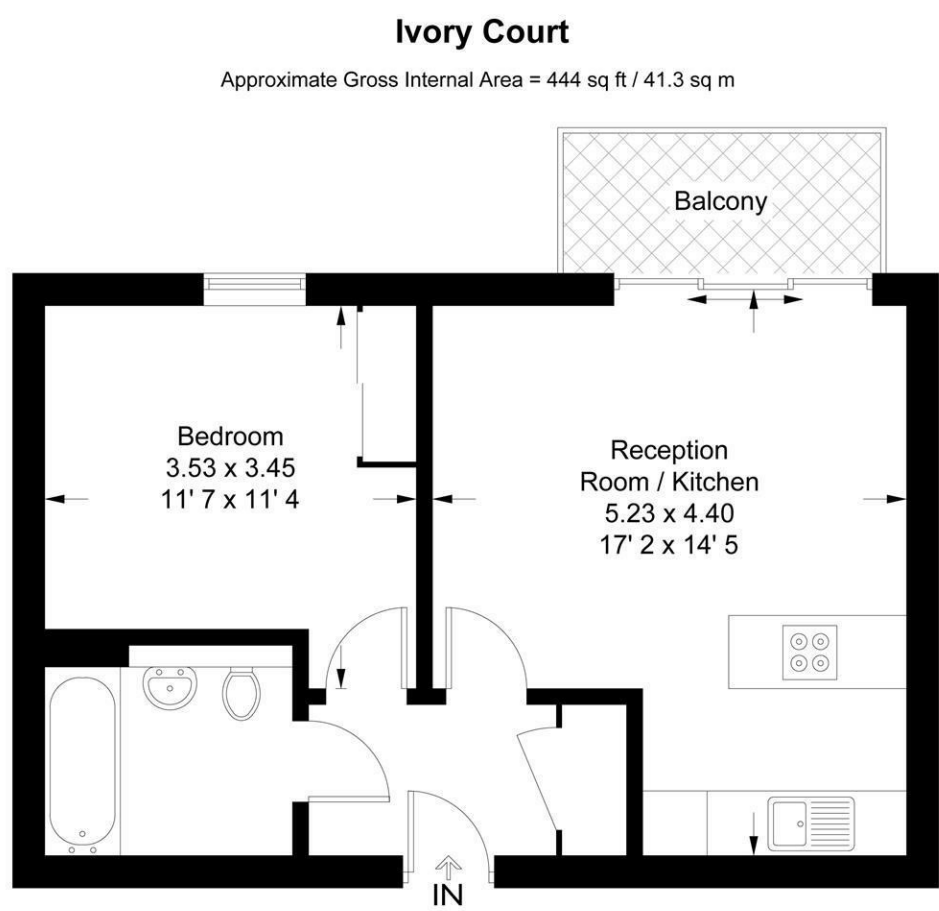 Ivory Court
Approximate Gross Internal Area = 444 sq ft / 41.3 sq m
Balcony
Bedroom
3.53 x 3.45
11' 7 x 11' 4
Reception
Room / Kitchen
5.23 x 4.40
17' 2 x 14' 5
IN